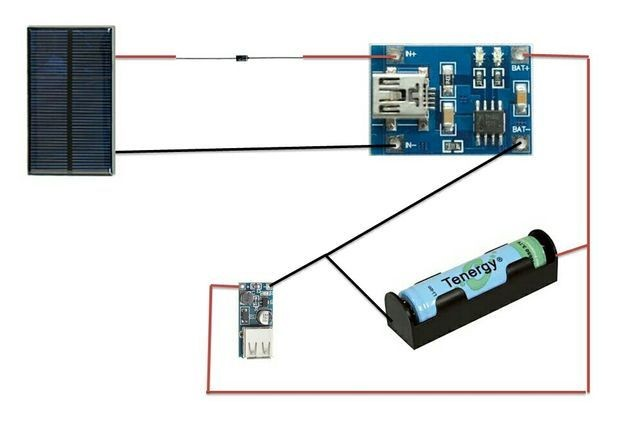 IN+
BAT+
BAT-
IN-
Tenergy®